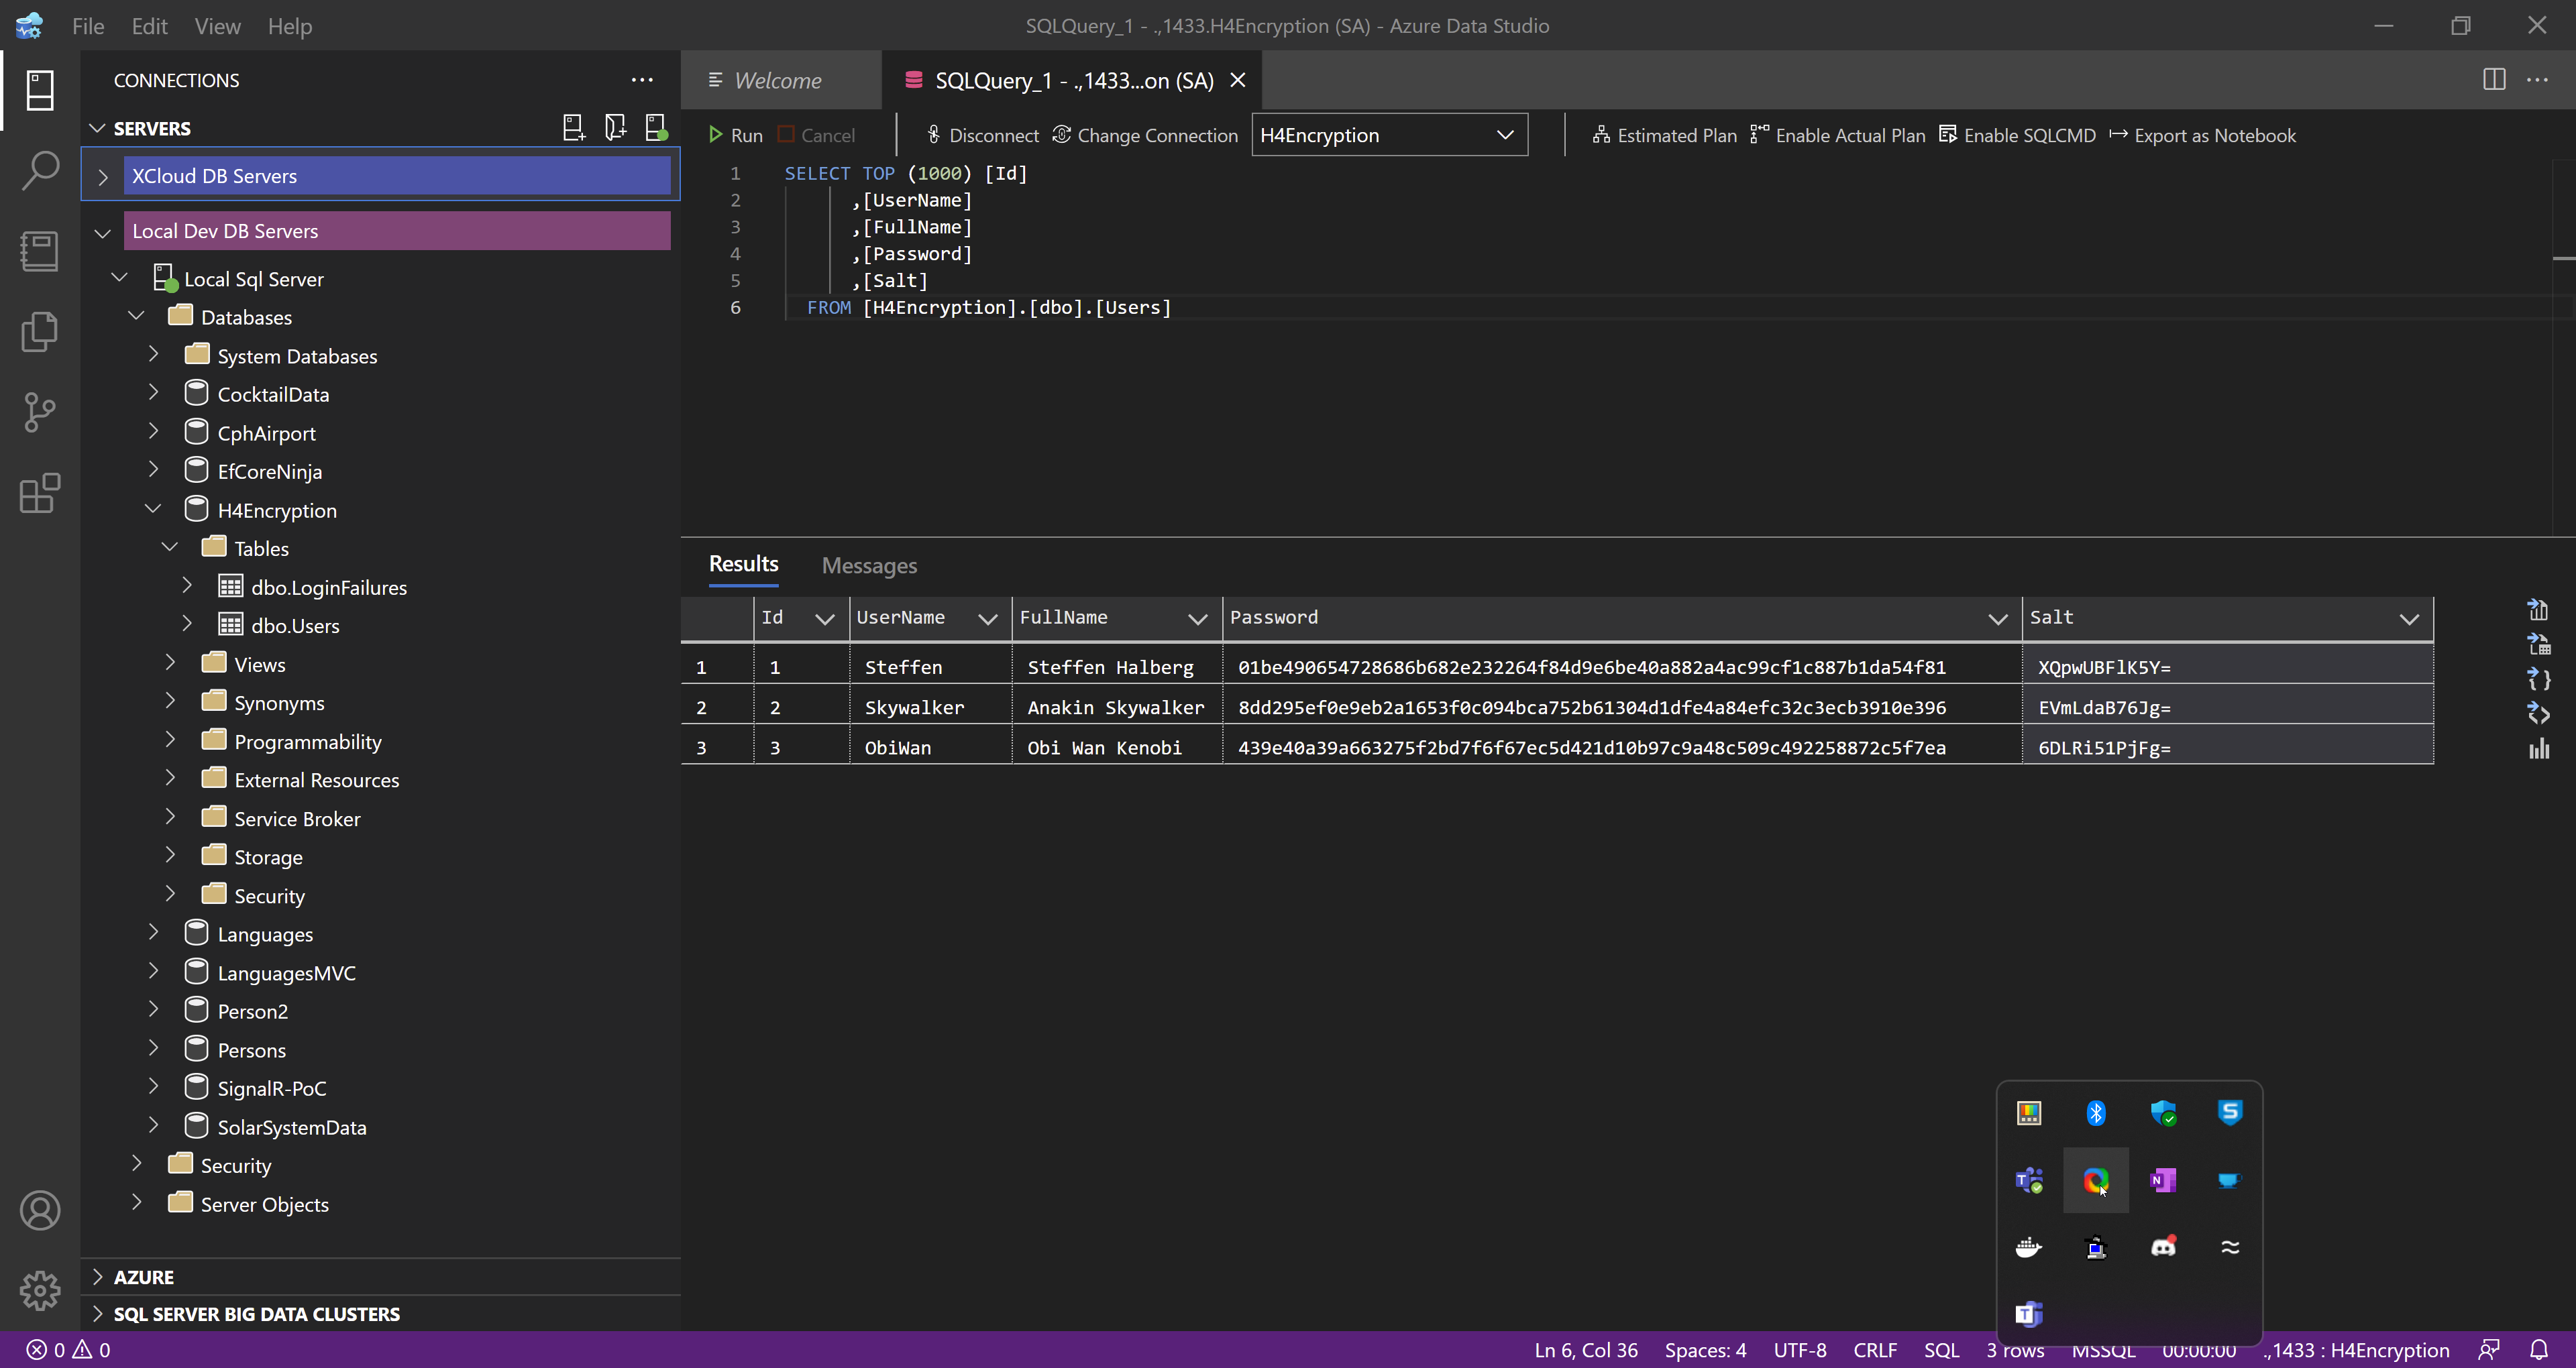 File Edit View Help
SQLQuery_1 - .,1433.H4Encryption (SA) - Azure Data Studio
CONNECTIONS
SERVERS
XCloud DB Servers
Local Dev DB Servers
Local Sql Server
Databases
System Databases
CocktailData
CphAirport
EfCoreNinja
H4Encryption
Tables
dbo.LoginFailures
dbo.Users
Views
Synonyms
Programmability
External Resources
Service Broker
Storage
Security
Languages
LanguagesMVC
Person2
Persons
SignalR-PoC
SolarSystemData
Security
Server Objects
AZURE
SQL SERVER BIG DATA CLUSTERS
Welcome
SQLQuery_1 - .,1433...on (SA)
Run Cancel Disconnect Change Connection H4Encryption Estimated Plan Enable Actual Plan Enable SQLCMD Export as Notebook
1 SELECT TOP (1000) [Id]
2 ,[UserName]
3 ,[FullName]
4 ,[Password]
5 ,[Salt]
6 FROM [H4Encryption].[dbo].[Users]
Results Messages
Id UserName FullName Password Salt
1 1 Steffen Steffen Halberg 01be490654728686b682e232264f84d9e6be40a882a4ac99cf1c887b1da54f81 XQpwUBFlK5Y=
2 2 Skywalker Anakin Skywalker 8dd295ef0e9eb2a1653f0c094bca752b61304d1dfe4a84efc32c3ecb3910e396 EVmLdaB76Jg=
3 3 ObiWan Obi Wan Kenobi 439e40a39a663275f2bd7f6f67ec5d421d10b97c9a48c509c492258872c5f7ea 6DLRi51PjFg=
0 0
Ln 6, Col 36 Spaces: 4 UTF-8 CRLF SQL 3 rows MSSQL 00:00:00 .,1433 : H4Encryption